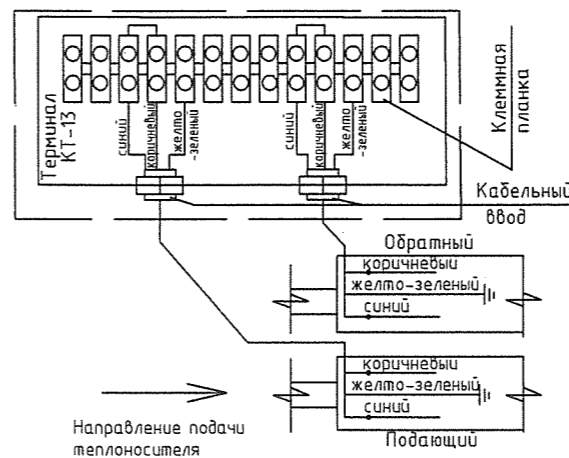 Терминал
КТ-13
синий
коричневый
желто
-зеленый
синий
коричневый
желто
-зеленый
Клеммная
планка
Кабельный
ввод
Обратный
коричневый
желто-зеленый
синий
коричневый
желто-зеленый
синий
Подающий
Направление подачи
теплоносителя